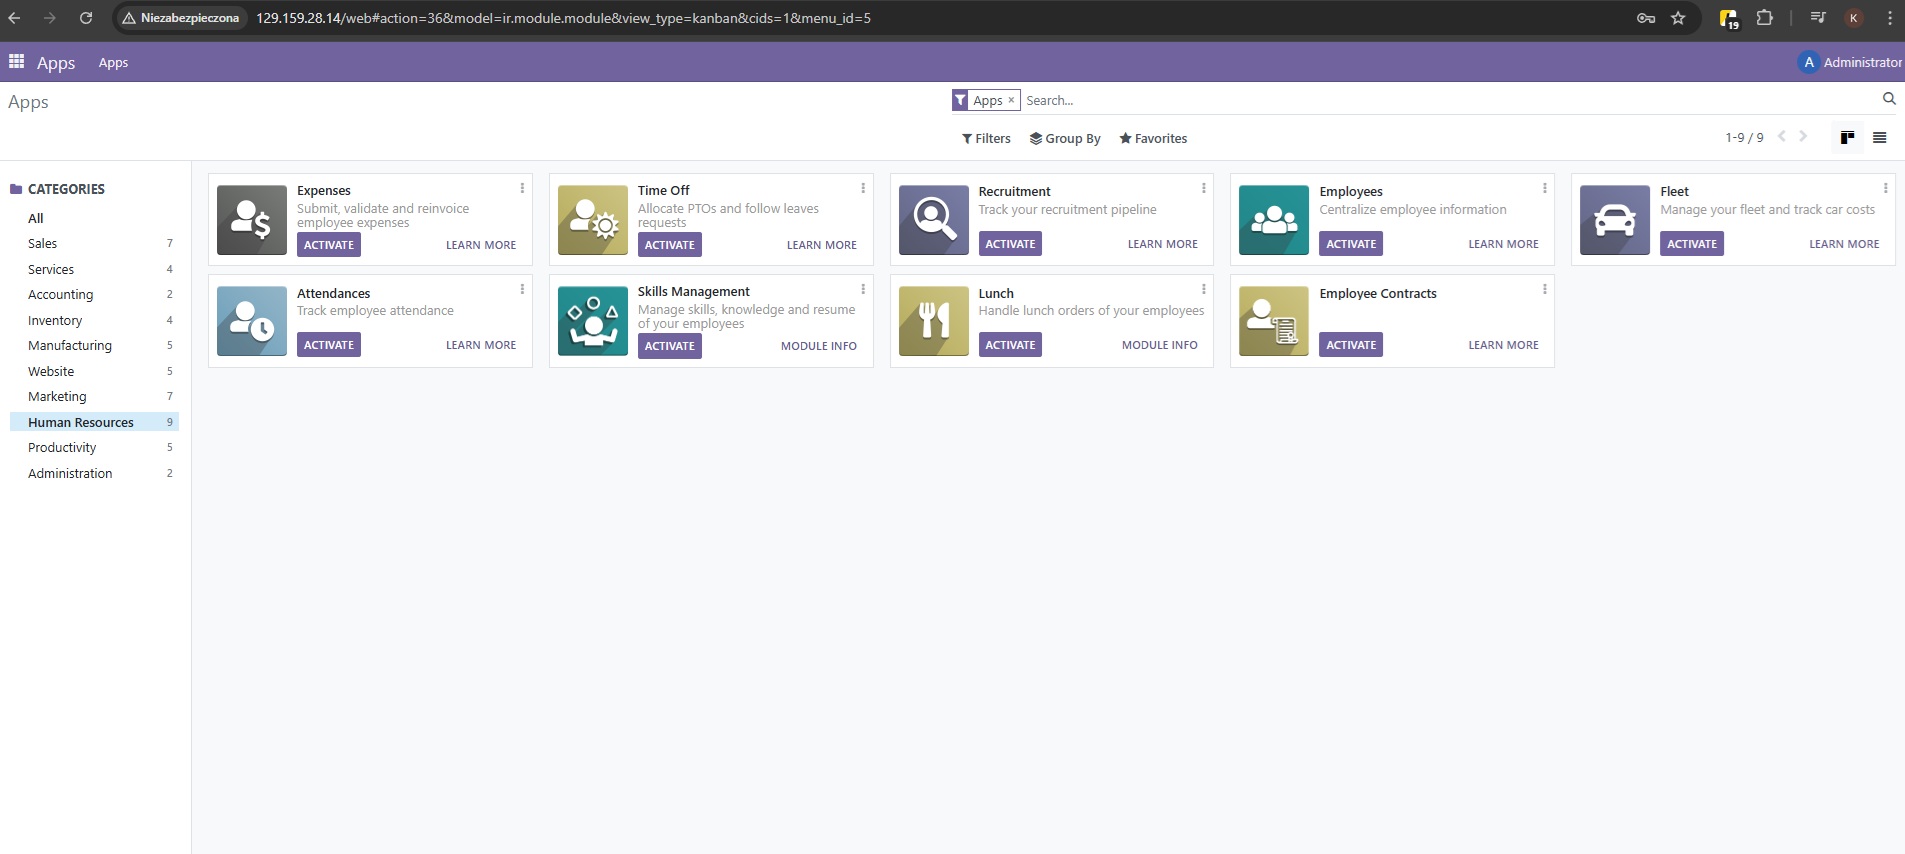 Niezabezpieczona
129.159.28.14/web#action=36&model=ir.module.module&view_type=kanban&cids=1&menu_id=5
19
K
Apps
Apps
A
Administrator
Apps
Apps ×
Search...
Filters
Group By
Favorites
1-9 / 9
CATEGORIES
All
Sales 7
Services 4
Accounting 2
Inventory 4
Manufacturing 5
Website 5
Marketing 7
Human Resources 9
Productivity 5
Administration 2
Expenses
Submit, validate and reinvoice
employee expenses
ACTIVATE
LEARN MORE
Time Off
Allocate PTOs and follow leaves
requests
ACTIVATE
LEARN MORE
Recruitment
Track your recruitment pipeline
ACTIVATE
LEARN MORE
Employees
Centralize employee information
ACTIVATE
LEARN MORE
Fleet
Manage your fleet and track car costs
ACTIVATE
LEARN MORE
Attendances
Track employee attendance
ACTIVATE
LEARN MORE
Skills Management
Manage skills, knowledge and resume
of your employees
ACTIVATE
MODULE INFO
Lunch
Handle lunch orders of your employees
ACTIVATE
MODULE INFO
Employee Contracts
ACTIVATE
LEARN MORE